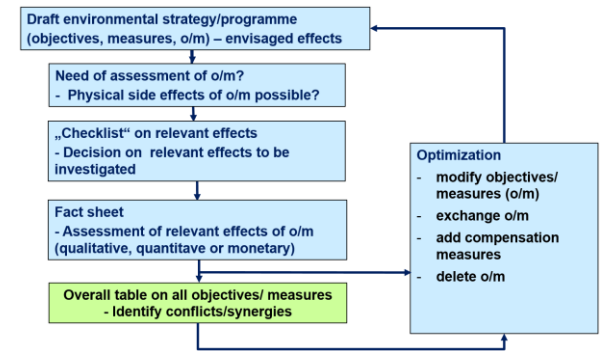 Draft environmental strategy/programme
(objectives, measures, o/m) – envisaged effects
Need of assessment of o/m?
- Physical side effects of o/m possible?
„Checklist“ on relevant effects
- Decision on relevant effects to be
investigated
Fact sheet
- Assessment of relevant effects of o/m
(qualitative, quantitave or monetary)
Overall table on all objectives/ measures
- Identify conflicts/synergies
Optimization
- modify objectives/
measures (o/m)
- exchange o/m
- add compensation
measures
- delete o/m